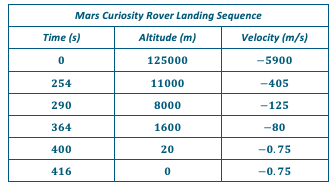 Mars Curiosity Rover Landing Sequence
Time (s) Altitude (m) Velocity (m/s)
0 125000 −5900
254 11000 −405
290 8000 −125
364 1600 −80
400 20 −0.75
416 0 −0.75